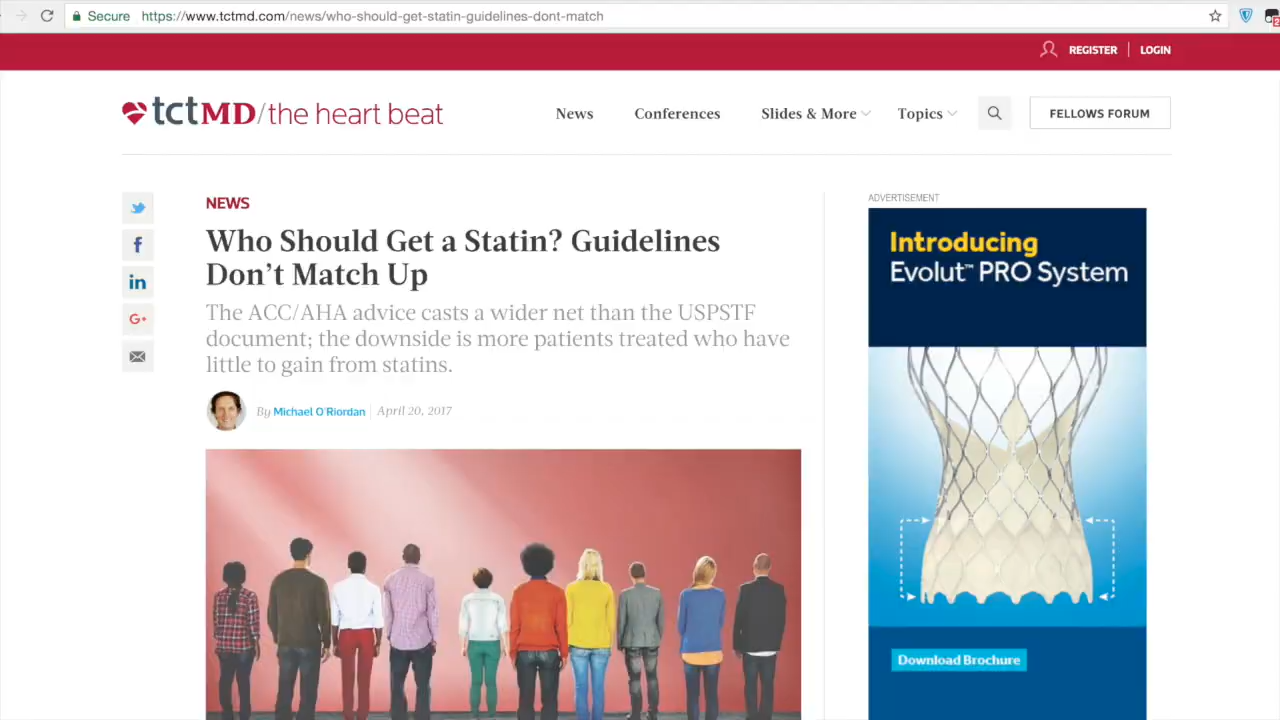 Secure https://www.tctmd.com/news/who-should-get-statin-guidelines-dont-match
2
REGISTER | LOGIN
tctMD/the heart beat
News Conferences Slides & More Topics FELLOWS FORUM
NEWS
Who Should Get a Statin? Guidelines
Don't Match Up
The ACC/AHA advice casts a wider net than the USPSTF
document; the downside is more patients treated who have
little to gain from statins.
By Michael O'Riordan | April 20, 2017
f
in
G+
ADVERTISEMENT
Introducing
Evolut™ PRO System
Download Brochure